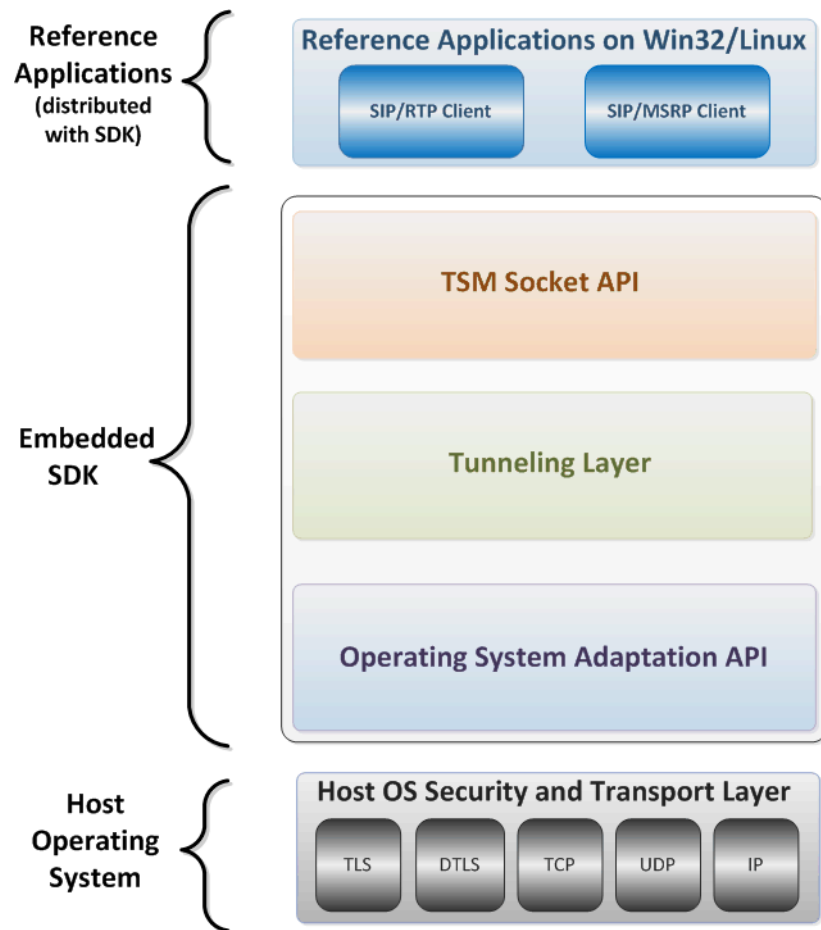 Reference
Applications
(distributed
with SDK)
Reference Applications on Win32/Linux
SIP/RTP Client
SIP/MSRP Client
Embedded
SDK
TSM Socket API
Tunneling Layer
Operating System Adaptation API
Host
Operating
System
Host OS Security and Transport Layer
TLS
DTLS
TCP
UDP
IP